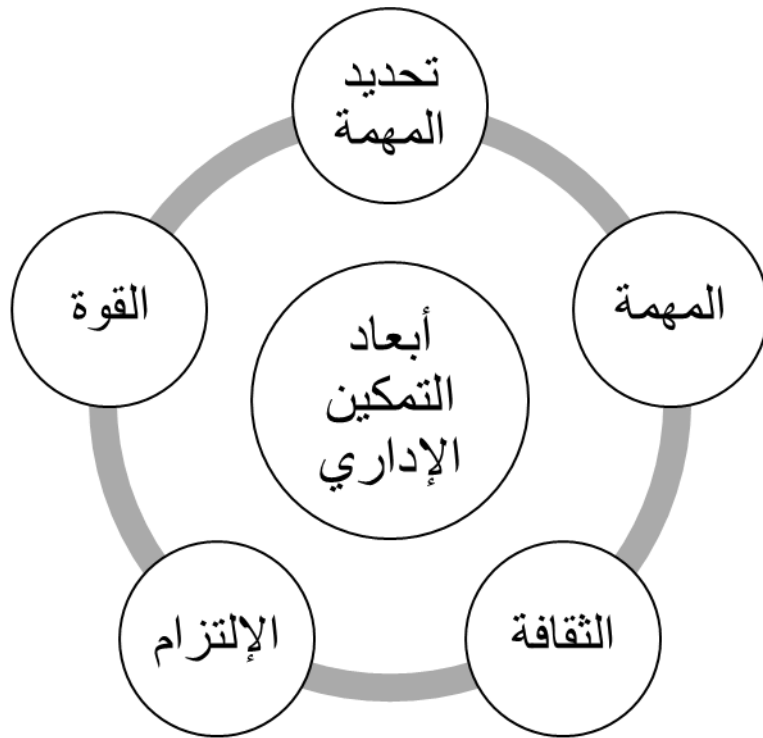 تحديد
المهمة
القوة
المهمة
أبعاد
التمكين
الإداري
الإلتزام
الثقافة